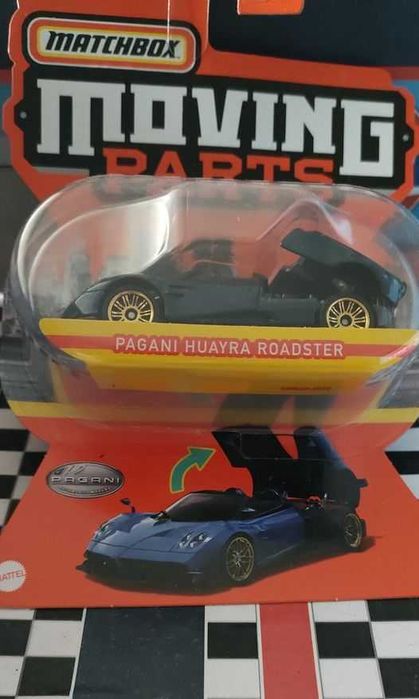 MATCHBOX
MOVING
PARTS
PAGANI HUAYRA ROADSTER
PAGANI
MATTEL